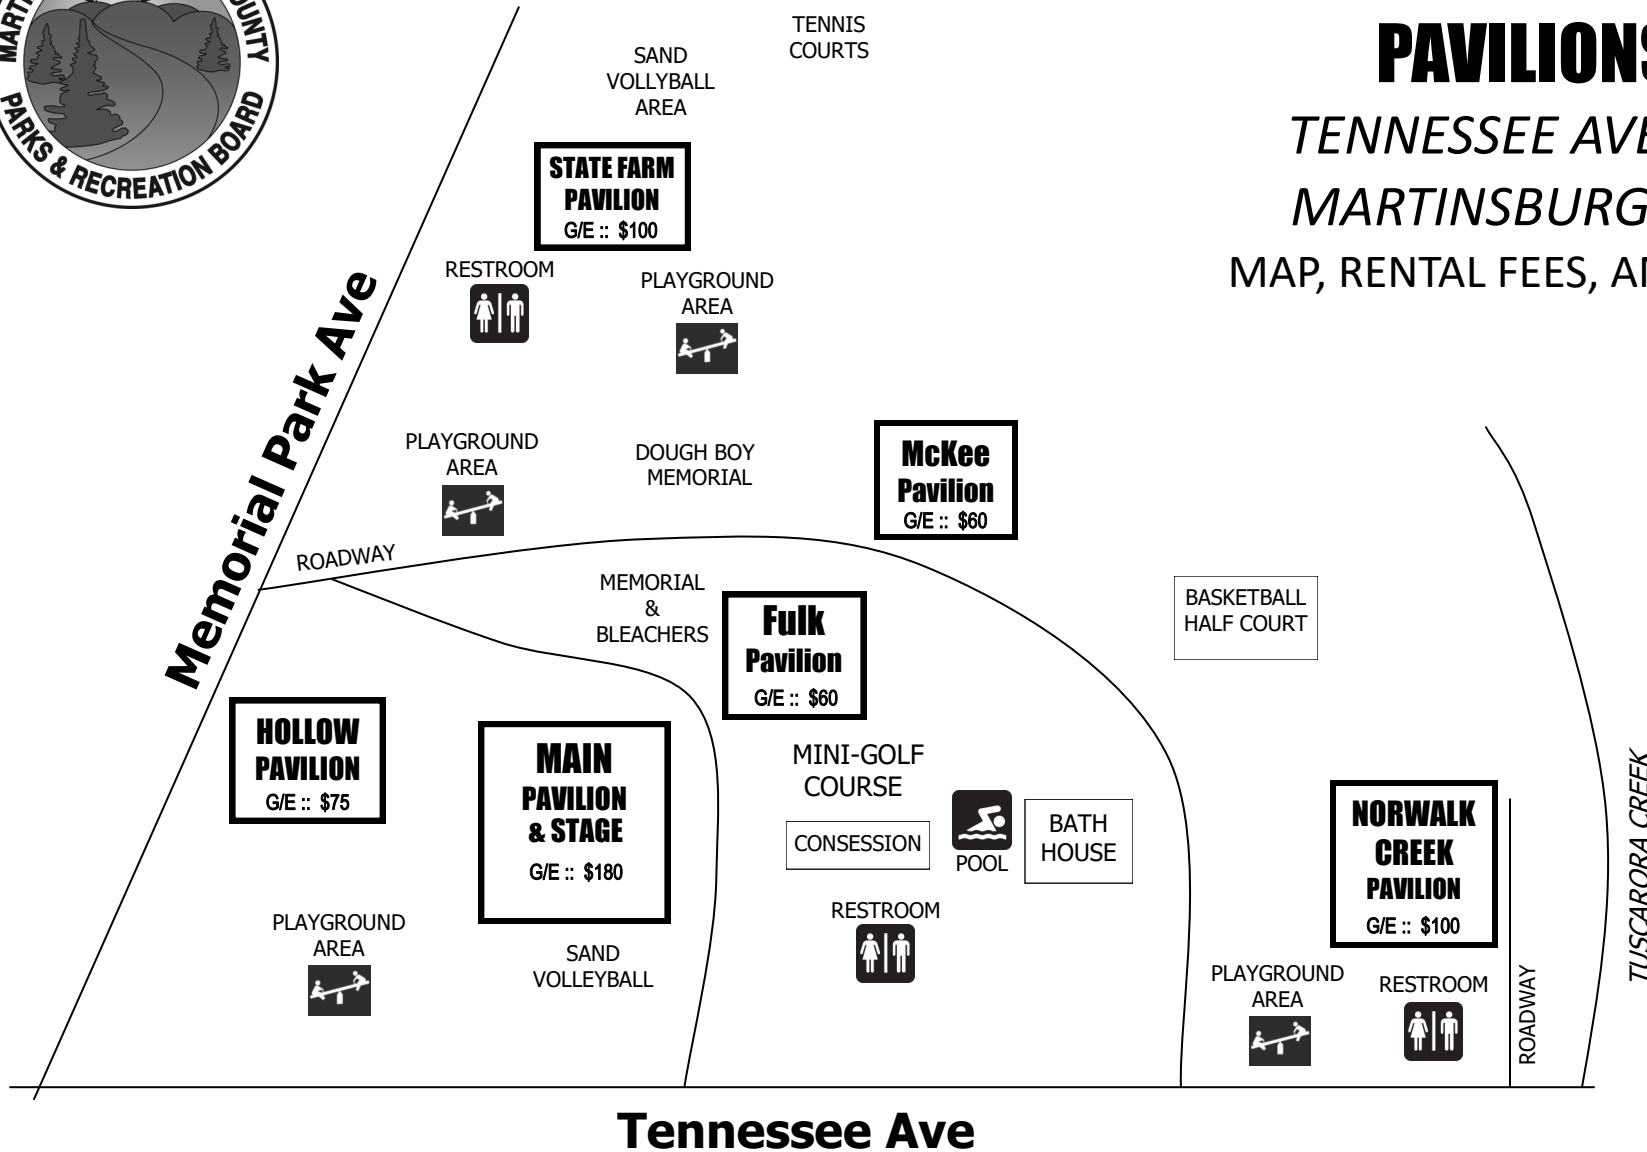 PARKS & RECREATION BOARD
TENNIS
COURTS
SAND
VOLLYBALL
AREA
PAVILIONS
TENNESSEE AVE
MARTINSBURG
MAP, RENTAL FEES,
STATE FARM
PAVILION
G/E :: $100
RESTROOM
PLAYGROUND
AREA
Memorial Park Ave
PLAYGROUND
AREA
DOUGH BOY
MEMORIAL
McKee
Pavilion
G/E :: $60
ROADWAY
MEMORIAL
&
BLEACHERS
Fulk
Pavilion
G/E :: $60
BASKETBALL
HALF COURT
HOLLOW
PAVILION
G/E :: $75
MAIN
PAVILION
& STAGE
G/E :: $180
MINI-GOLF
COURSE
CONSESSION
POOL
BATH
HOUSE
NORWALK
CREEK
PAVILION
G/E :: $100
TUSCARORA CREEK
PLAYGROUND
AREA
SAND
VOLLEYBALL
RESTROOM
PLAYGROUND
AREA
RESTROOM
ROADWAY
Tennessee Ave